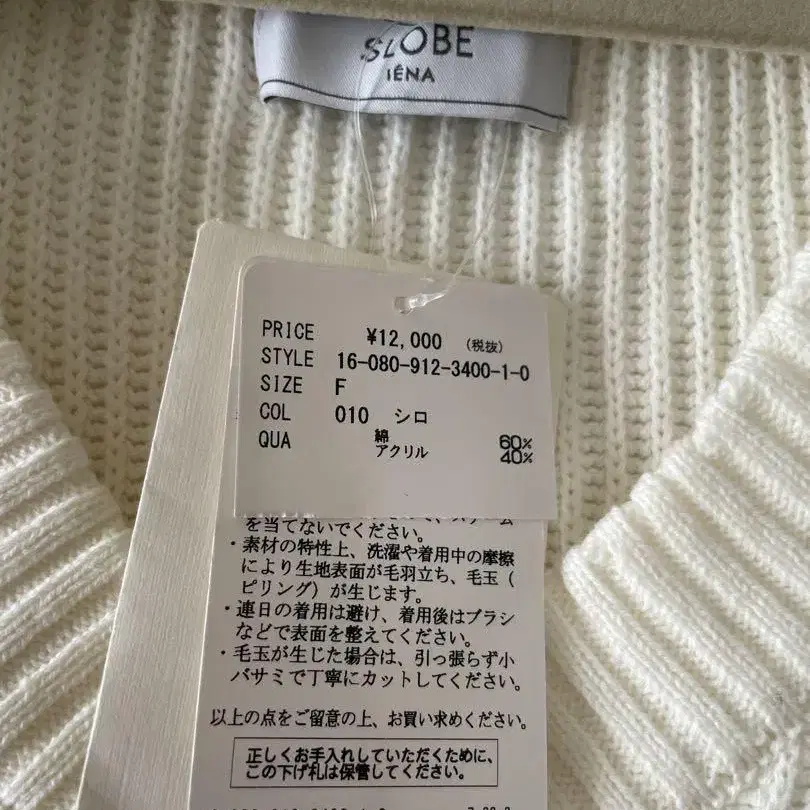 SLOBE
IÉNA
PRICE ¥12,000 (税抜)
STYLE 16-080-912-3400-1-0
SIZE F
COL 010 シロ
QUA 綿 60%
アクリル 40%
を当てないでください。
・素材の特性上、洗濯や着用中の摩擦
により生地表面が毛羽立ち、毛玉(
ピリング)が生じます。
・連日の着用は避け、着用後はブラシ
などで表面を整えてください。
・毛玉が生じた場合は、引っ張らず小
バサミで丁寧にカットしてください。
以上の点をご留意の上、お買い求めください。
正しくお手入れしていただくために、
この下げ札は保管してください。